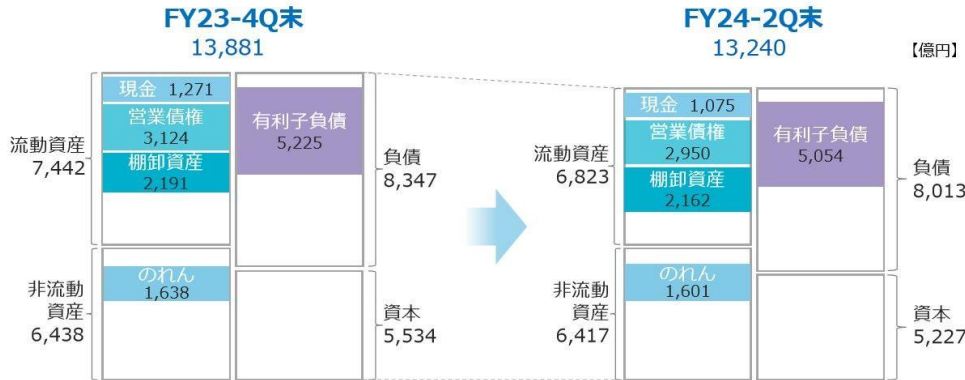 FY23-4Q末
13,881
流動資産
7,442
現金 1,271
営業債権
3,124
棚卸資産
2,191
非流動
資産
6,438
のれん
1,638
有利子負債
5,225
負債
8,347
資本
5,534
FY24-2Q末
13,240
【億円】
流動資産
6,823
現金 1,075
営業債権
2,950
棚卸資産
2,162
非流動
資産
6,417
のれん
1,601
有利子負債
5,054
負債
8,013
資本
5,227